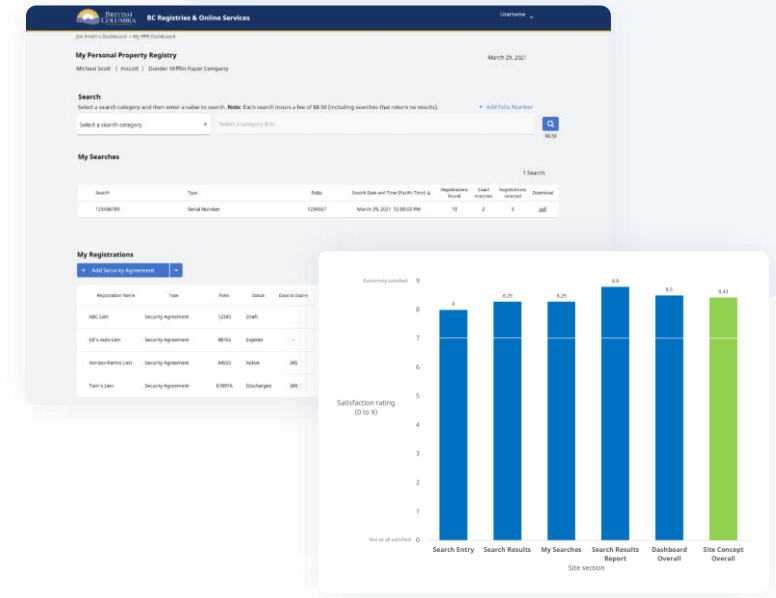 BRITISH COLUMBIA
BC Registries & Online Services
Username
Joe Smith's Dashboard > My PPR Dashboard
My Personal Property Registry
March 29, 2021
Micheal Scott | mscott | Dunder Mifflin Paper Company
Search
Select a search category and then enter a value to search. Note: Each search incurs a fee of $8.50 (including searches that return no results).
+ Add Folio Number
Select a search category
Select a category first
$8.50
My Searches
1 Search
Search Type Folio Search Date and Time (Pacific Time) ↓ Registrations found Exact matches Registrations selected Download
123456789 Serial Number 1234567 March 29, 2021 12:00:00 PM 10 2 5 pdf
My Registrations
+ Add Security Agreement
Registration Name Type Folio Status Days to Expiry
ABC Lien Security Agreement 12345 Draft
Ed's Auto Lien Security Agreement 98765 Expired -
Horizon Farms Lien Security Agreement Active 345
Tom's Lien Security Agreement Discharged 345
Extremely satisfied 9
8
7
6
5
4
3
2
1
Not at all satisfied 0
Satisfaction rating
(0 to 9)
8
8.29
8.29
8.8
8.5
8.43
Search Entry
Search Results
My Searches
Search Results
Report
Dashboard
Overall
Site Concept
Overall
Site section